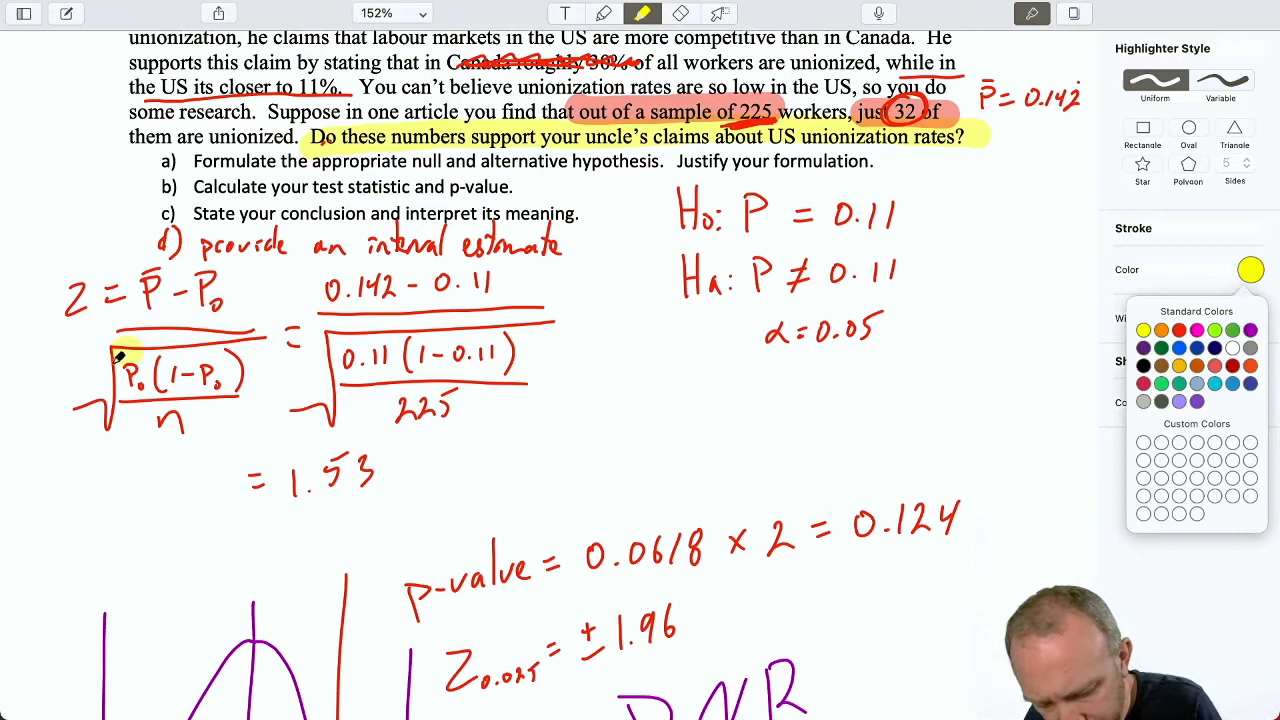 152%
T
unionization, he claims that labour markets in the US are more competitive than in Canada. He
supports this claim by stating that in Canada roughly 30% of all workers are unionized, while in
the US its closer to 11%. You can't believe unionization rates are so low in the US, so you do
some research. Suppose in one article you find that out of a sample of 225 workers, just 32 of
them are unionized. Do these numbers support your uncle's claims about US unionization rates?
P̄ = 0.142
a) Formulate the appropriate null and alternative hypothesis. Justify your formulation.
b) Calculate your test statistic and p-value.
c) State your conclusion and interpret its meaning.
d) provide an interval estimate
Ho: P = 0.11
Ha: P ≠ 0.11
α = 0.05
Z = P̄ - P₀ = 0.142 - 0.11
√ P₀ (1 - P₀) / n √ 0.11 (1 - 0.11) / 225
= 1.53
p-value = 0.0618 × 2 = 0.124
Z0.025 = ± 1.96
DNR
Highlighter Style
Uniform
Variable
Rectangle
Oval
Triangle
Star
Polygon
5
Sides
Stroke
Color
Wi
Sh
Co
Standard Colors
Custom Colors